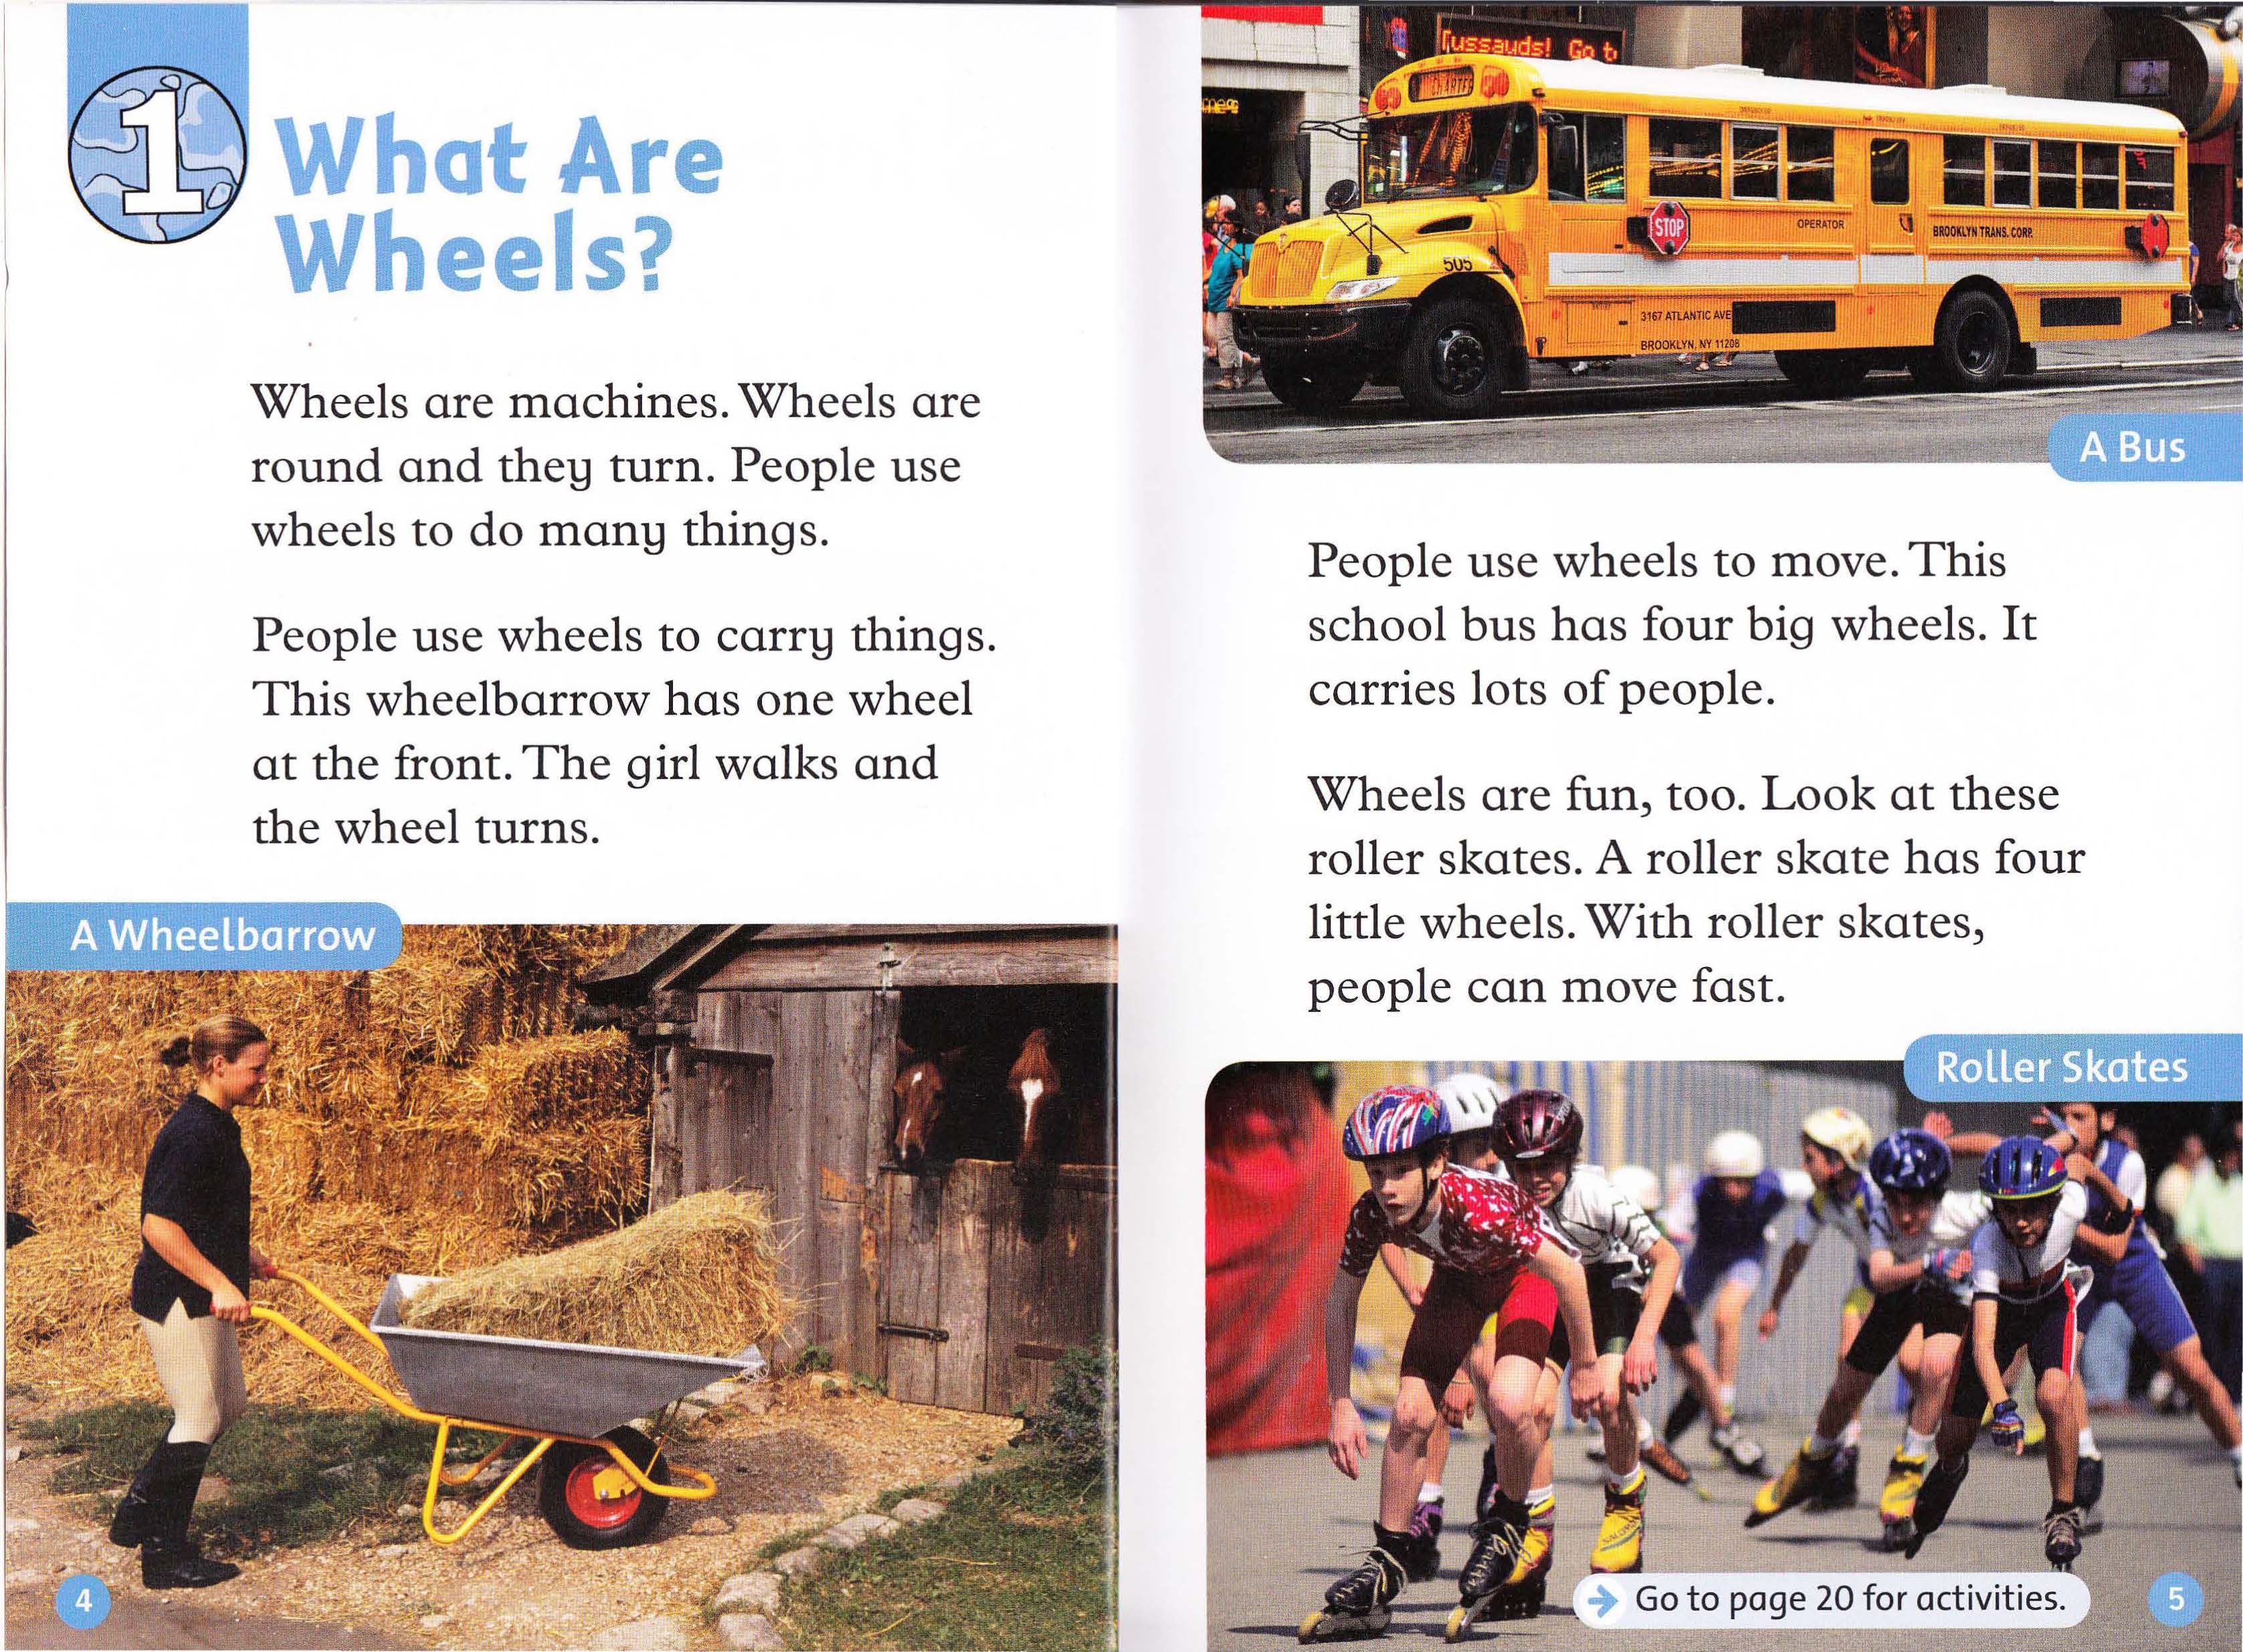 1
What Are
Wheels?
Wheels are machines. Wheels are
round and they turn. People use
wheels to do many things.
People use wheels to carry things.
This wheelbarrow has one wheel
at the front. The girl walks and
the wheel turns.
A Wheelbarrow
4
Tussauds! Go t
CHARTE
STOP
OPERATOR
BROOKLYN TRANS. CORP.
505
3167 ATLANTIC AVE
BROOKLYN, NY 11208
A Bus
People use wheels to move. This
school bus has four big wheels. It
carries lots of people.
Wheels are fun, too. Look at these
roller skates. A roller skate has four
little wheels. With roller skates,
people can move fast.
Roller Skates
Go to page 20 for activities.
5